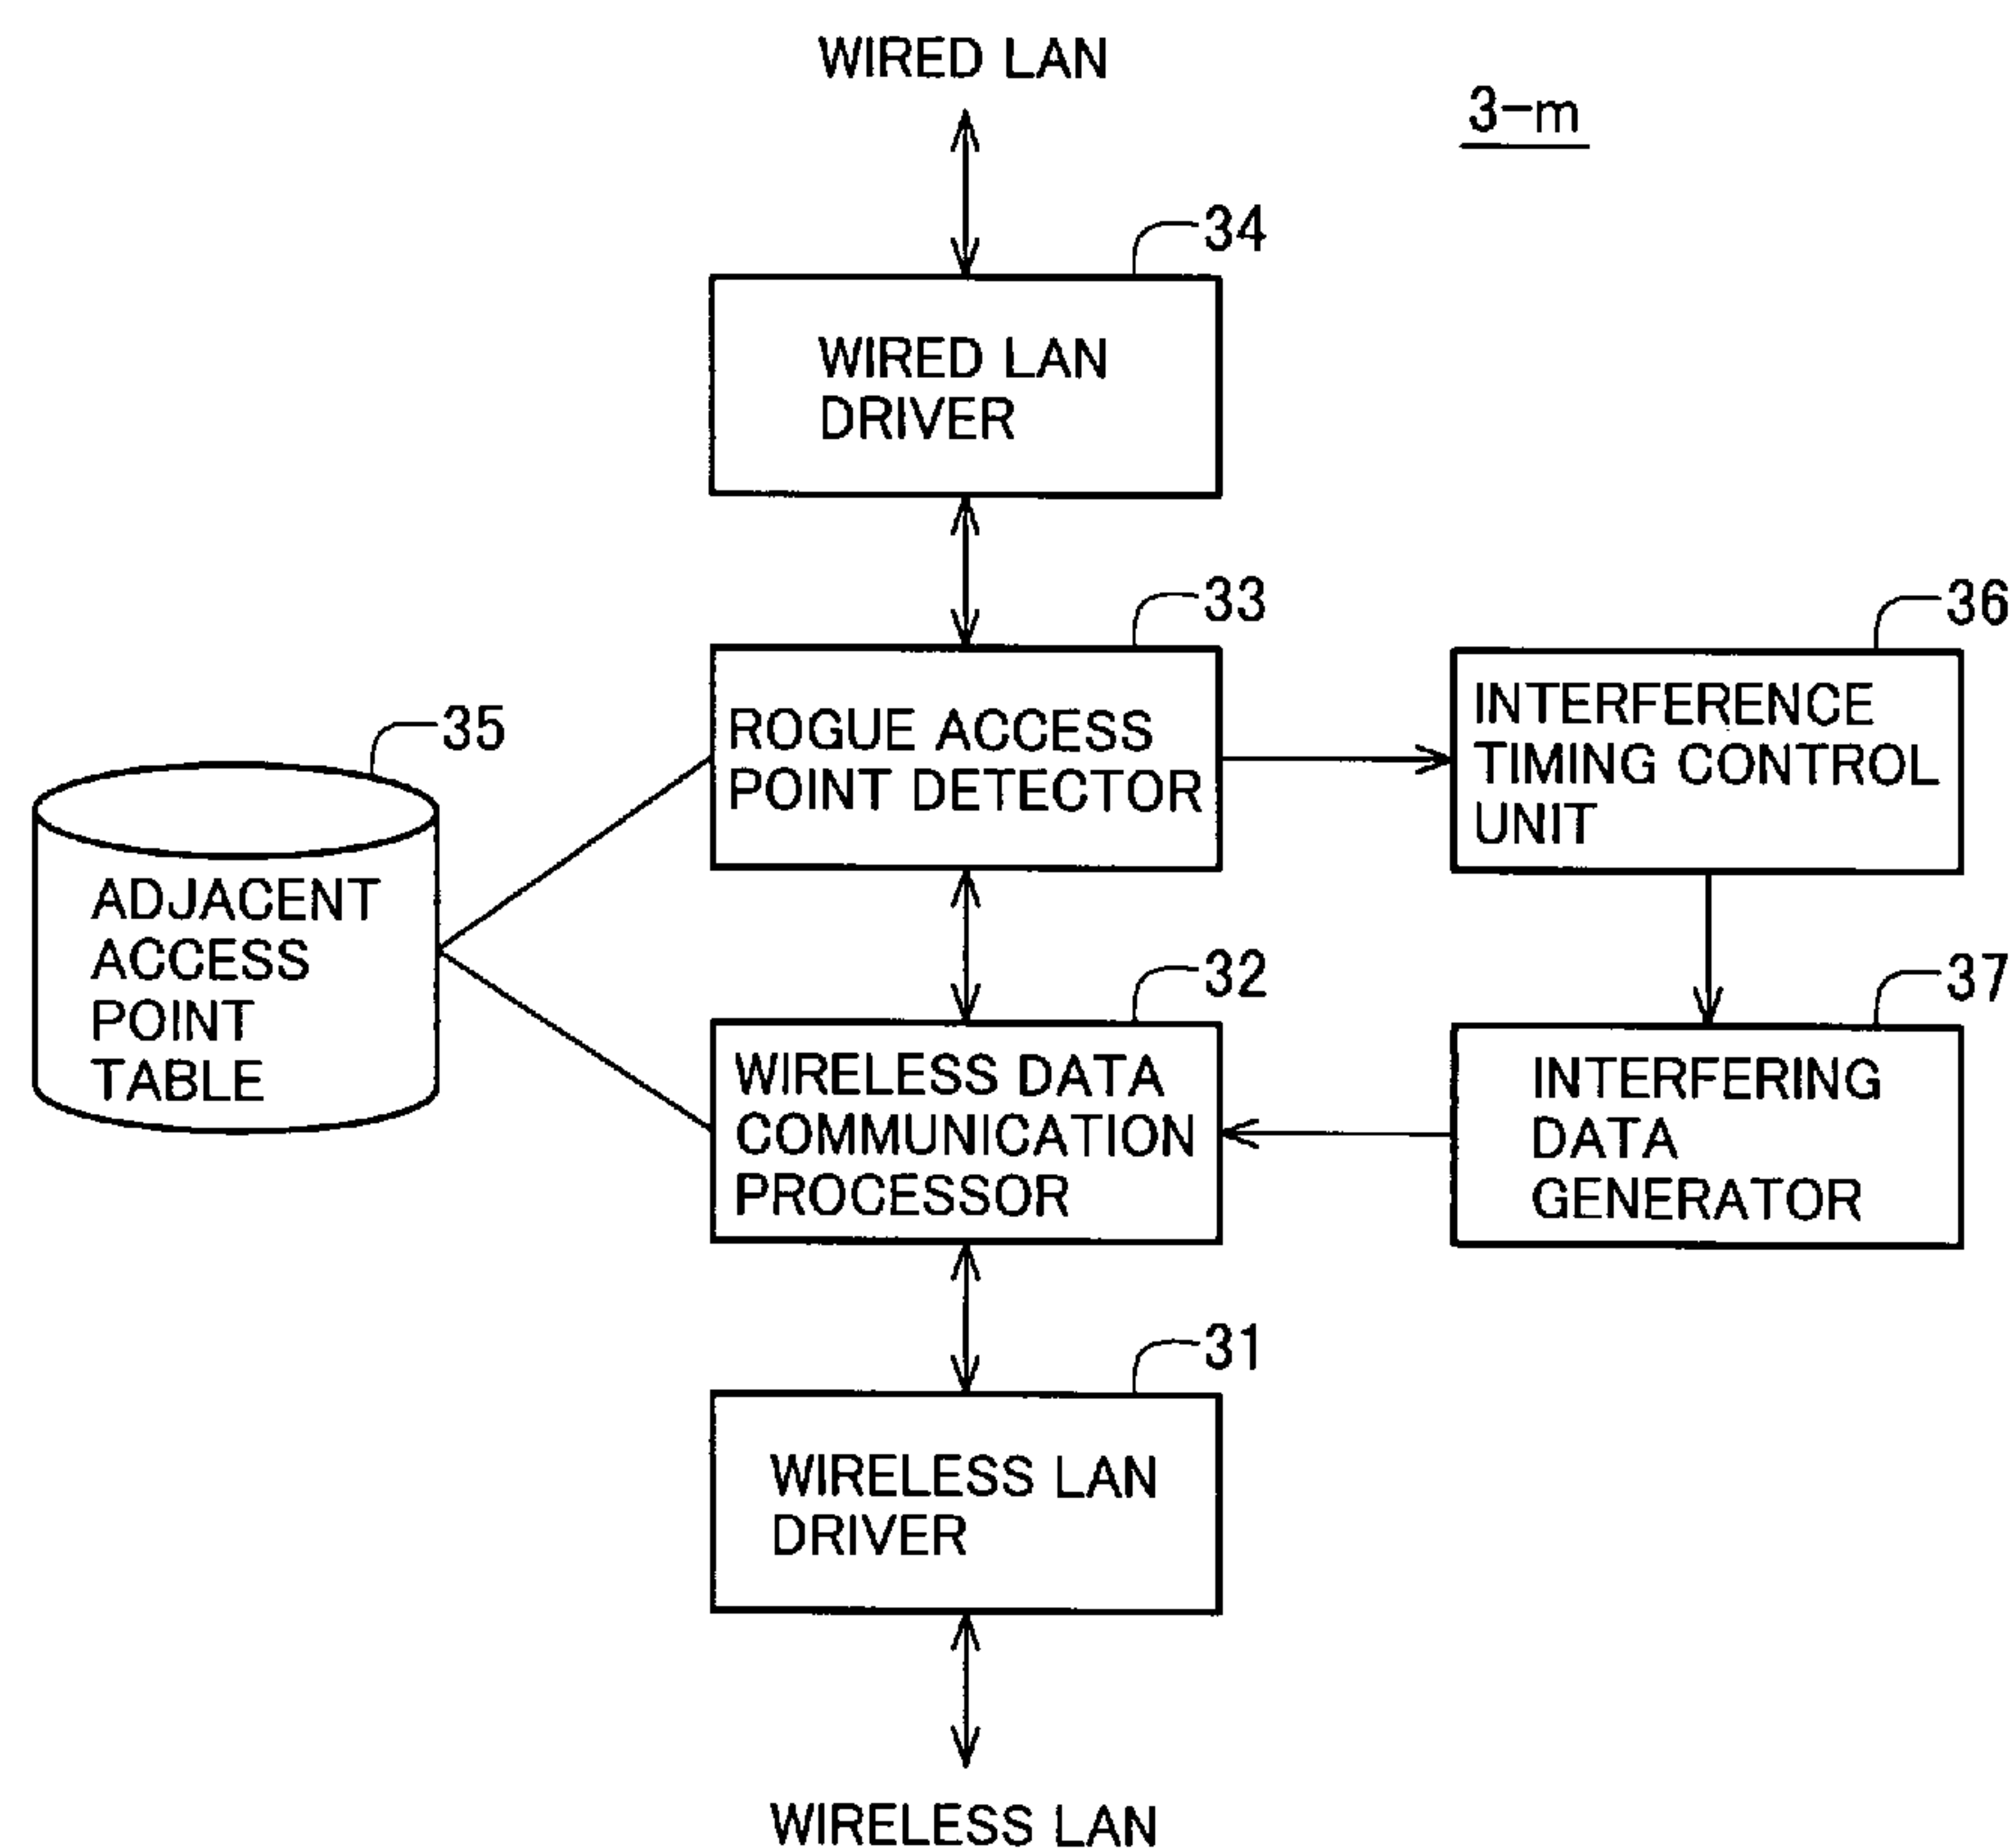 WIRED LAN
3-m
34
WIRED LAN
DRIVER
33
36
ROGUE ACCESS
POINT DETECTOR
INTERFERENCE
TIMING CONTROL
UNIT
35
ADJACENT
ACCESS
POINT
TABLE
32
37
WIRELESS DATA
COMMUNICATION
PROCESSOR
INTERFERING
DATA
GENERATOR
31
WIRELESS LAN
DRIVER
WIRELESS LAN